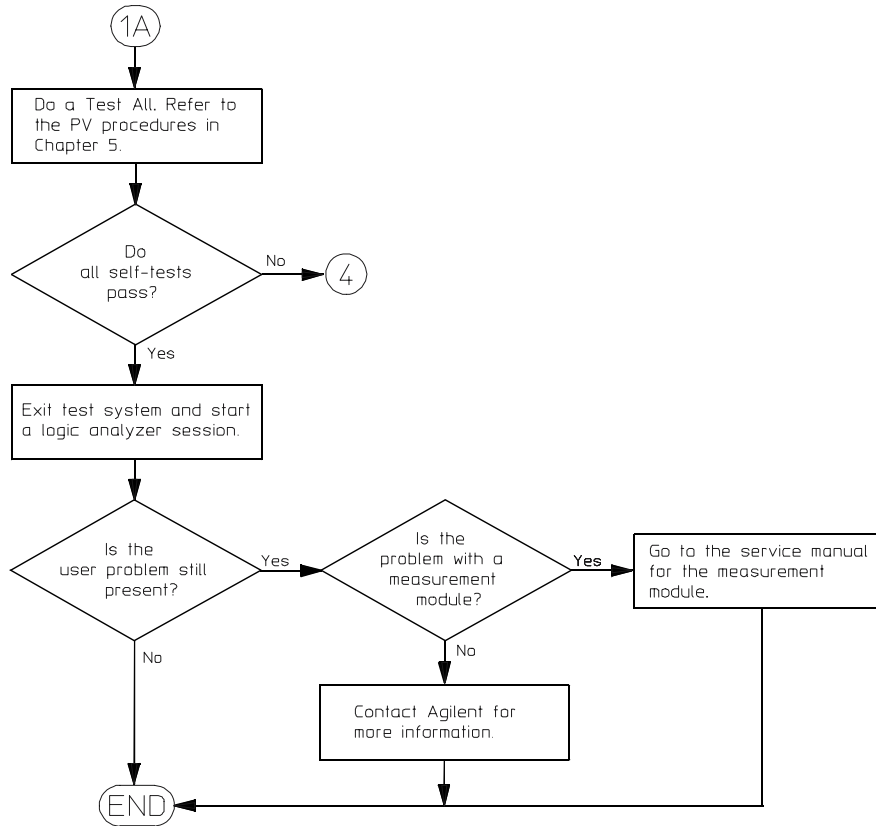 1A
Do a Test All. Refer to
the PV procedures in
Chapter 5.
Do
all self-tests
pass?
No
4
Yes
Exit test system and start
a logic analyzer session.
Is the
user problem still
present?
Yes
Is the
problem with a
measurement
module?
Yes
Go to the service manual
for the measurement
module.
No
No
Contact Agilent for
more information.
END